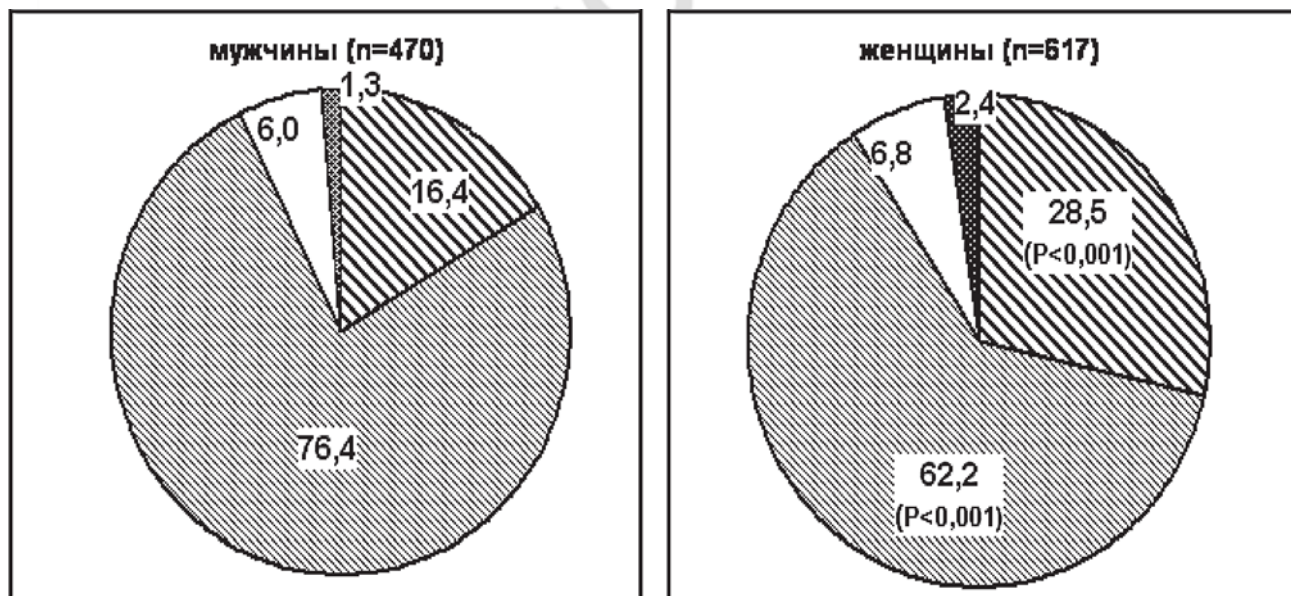 мужчины (n=470)
1,3
6,0
16,4
76,4
женщины (n=617)
2,4
6,8
28,5
(P<0,001)
62,2
(P<0,001)